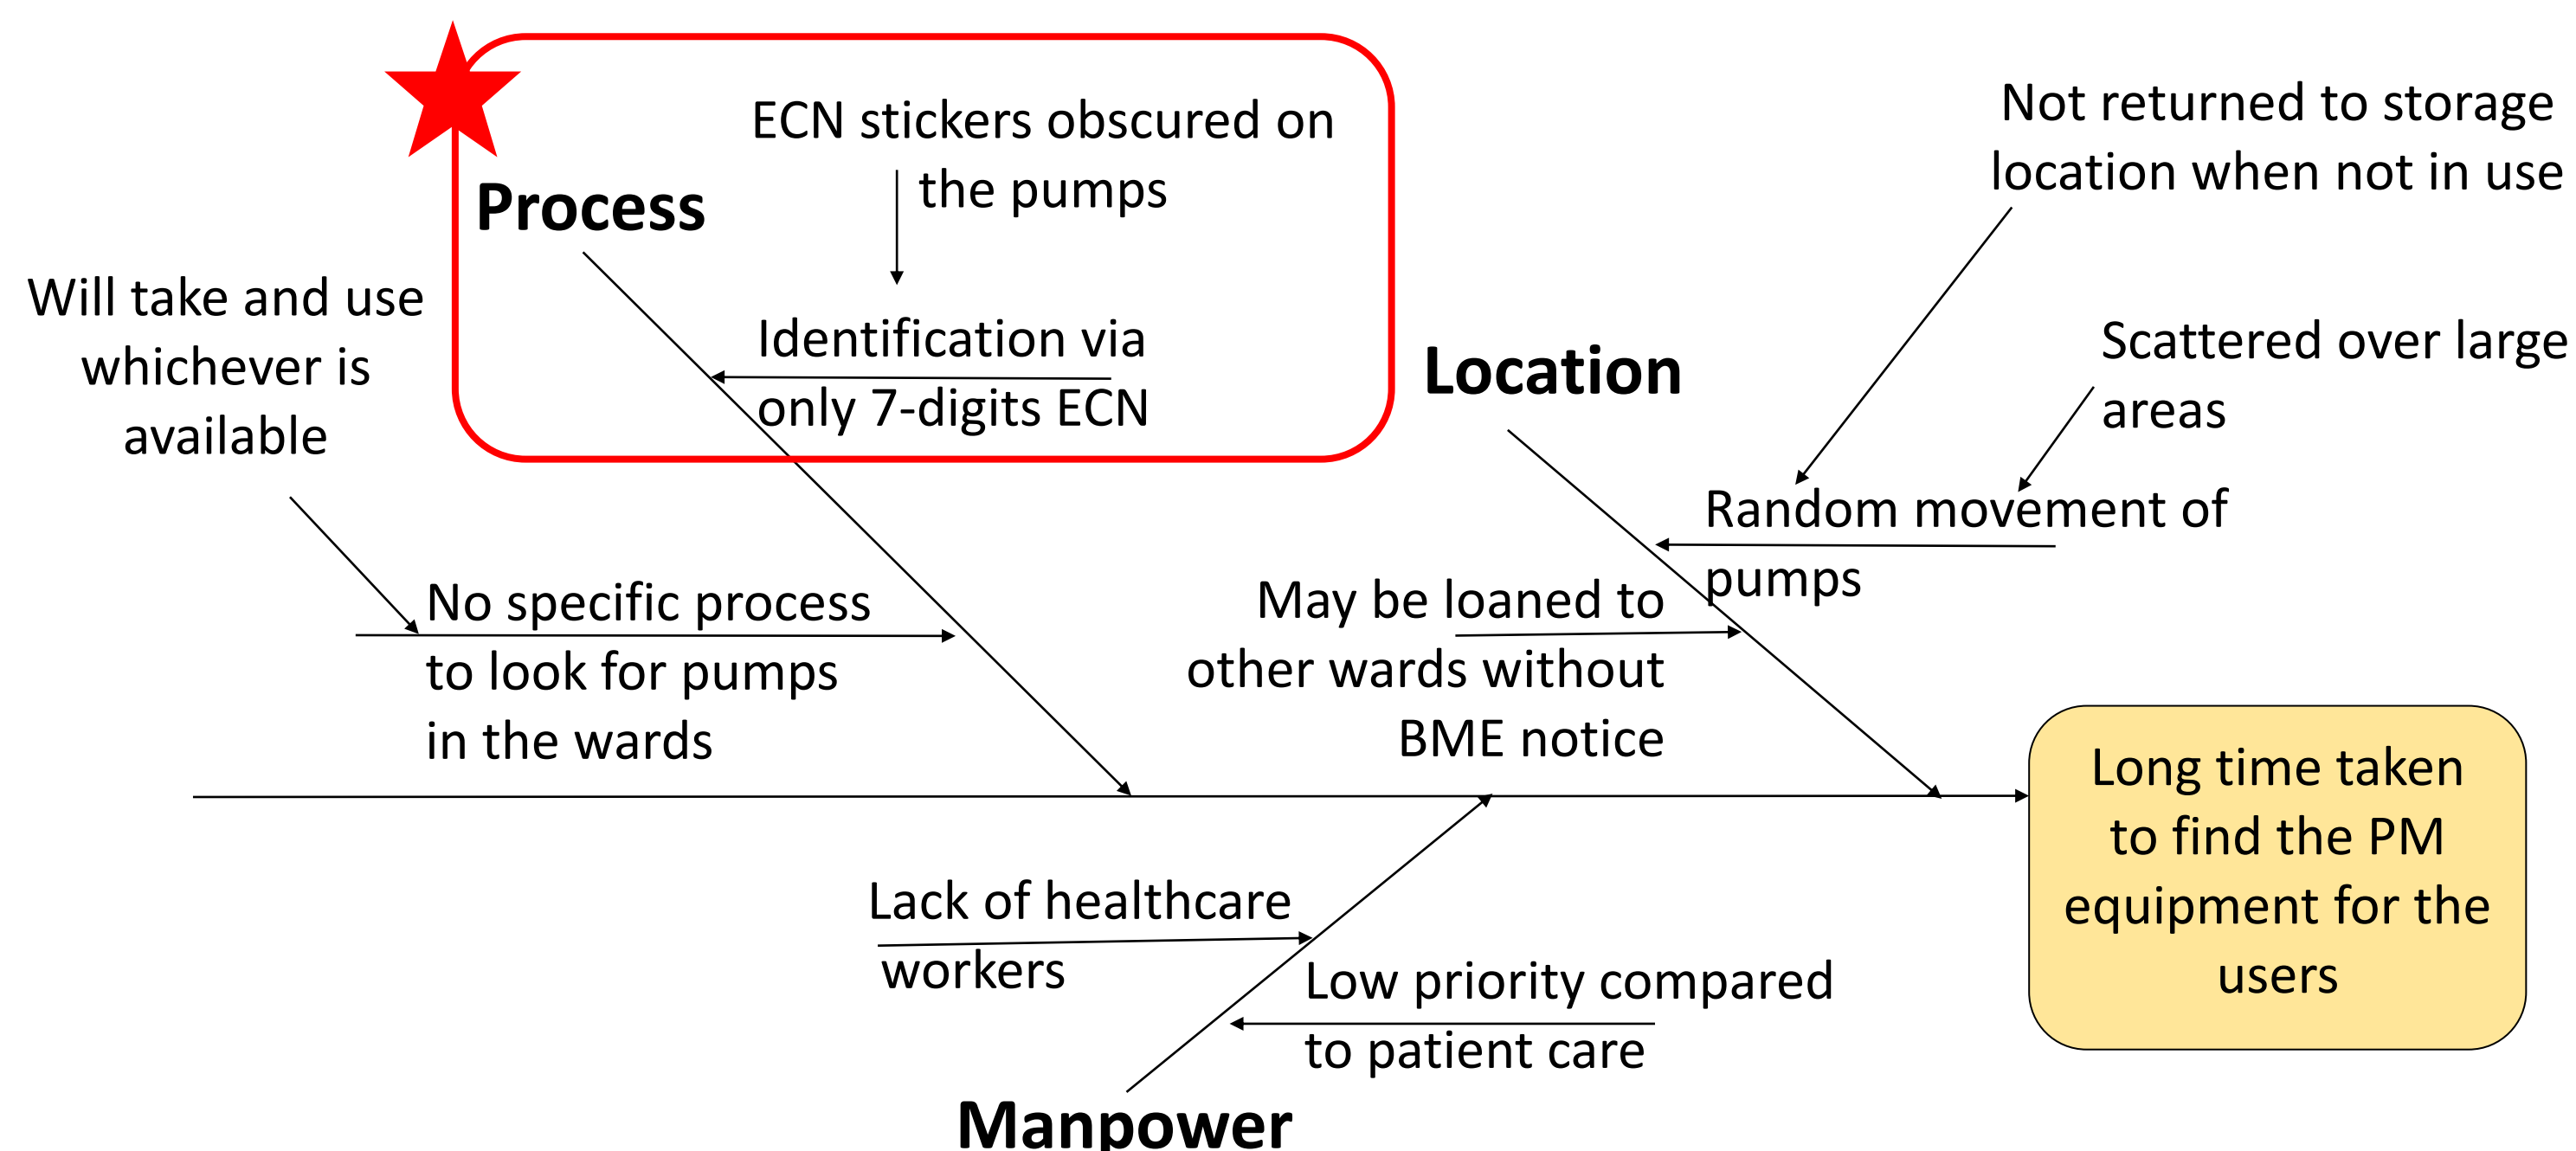 ECN stickers obscured on
the pumps
Process
Identification via
only 7-digits ECN
Will take and use
whichever is
available
No specific process
to look for pumps
in the wards
Not returned to storage
location when not in use
Scattered over large
areas
Location
Random movement of
pumps
May be loaned to
other wards without
BME notice
Long time taken
to find the PM
equipment for the
users
Lack of healthcare
workers
Low priority compared
to patient care
Manpower